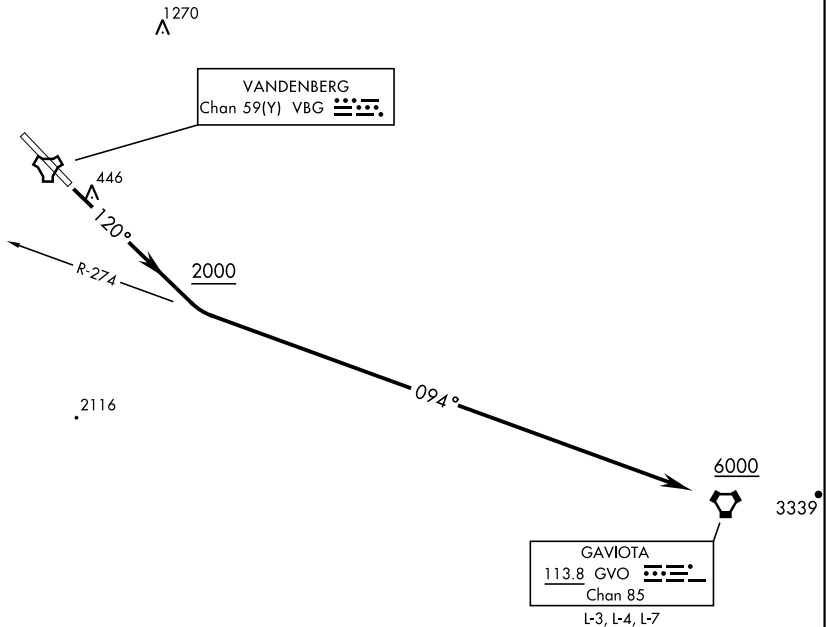 1270
VANDENBERG
Chan 59(Y) VBG
446
120°
R-274
2000
094°
2116
6000
3339
GAVIOTA
113.8 GVO
Chan 85
L-3, L-4, L-7